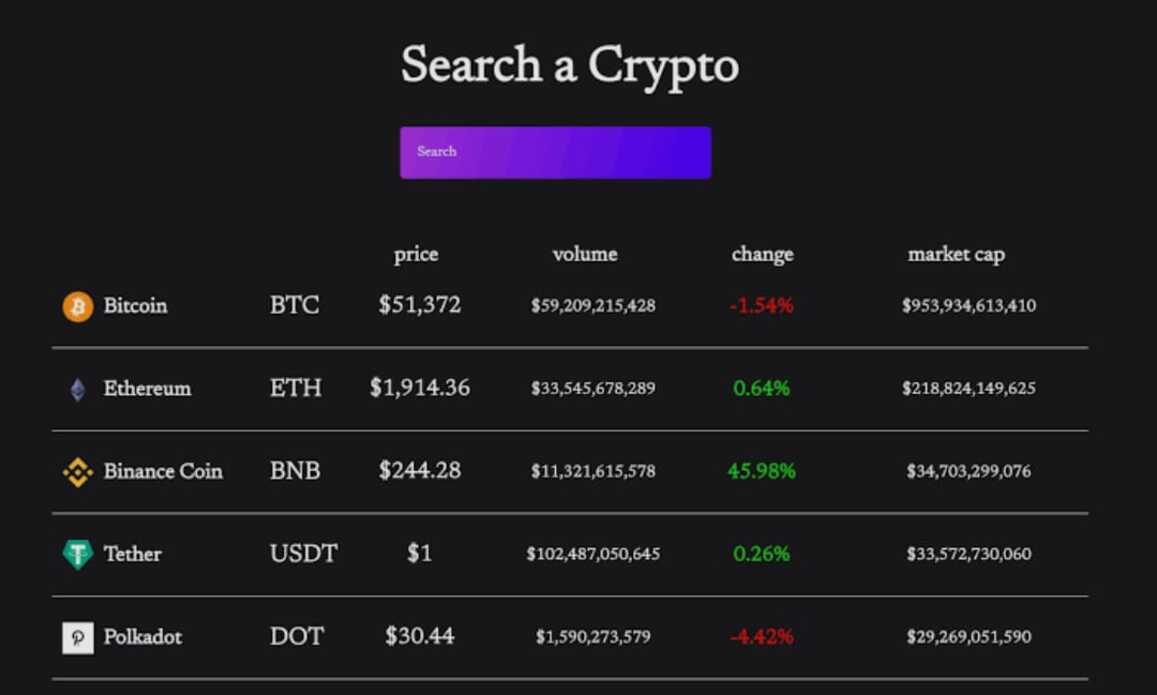 Search a Crypto
Search
price volume change market cap
Bitcoin BTC $51,372 $59,209,215,428 -1.54% $953,934,613,410
Ethereum ETH $1,914.36 $33,545,678,289 0.64% $218,824,149,625
Binance Coin BNB $244.28 $11,321,615,578 45.98% $34,703,299,076
Tether USDT $1 $102,487,050,645 0.26% $33,572,730,060
Polkadot DOT $30.44 $1,590,273,579 -4.42% $29,269,051,590